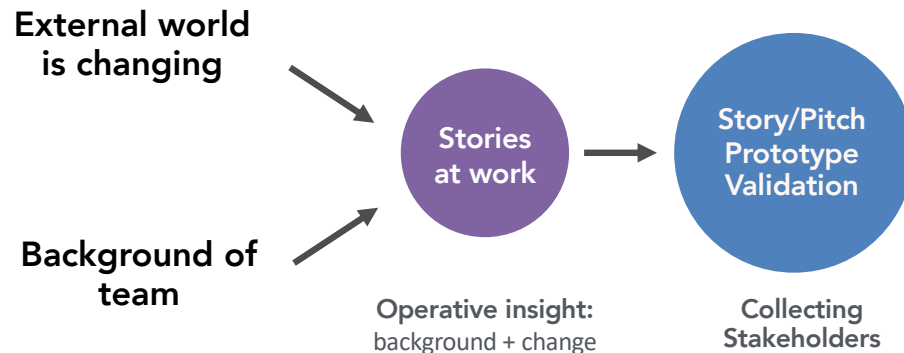 External world
is changing
Stories
at work
Story/Pitch
Prototype
Validation
Background of
team
Operative insight:
background + change
Collecting
Stakeholders